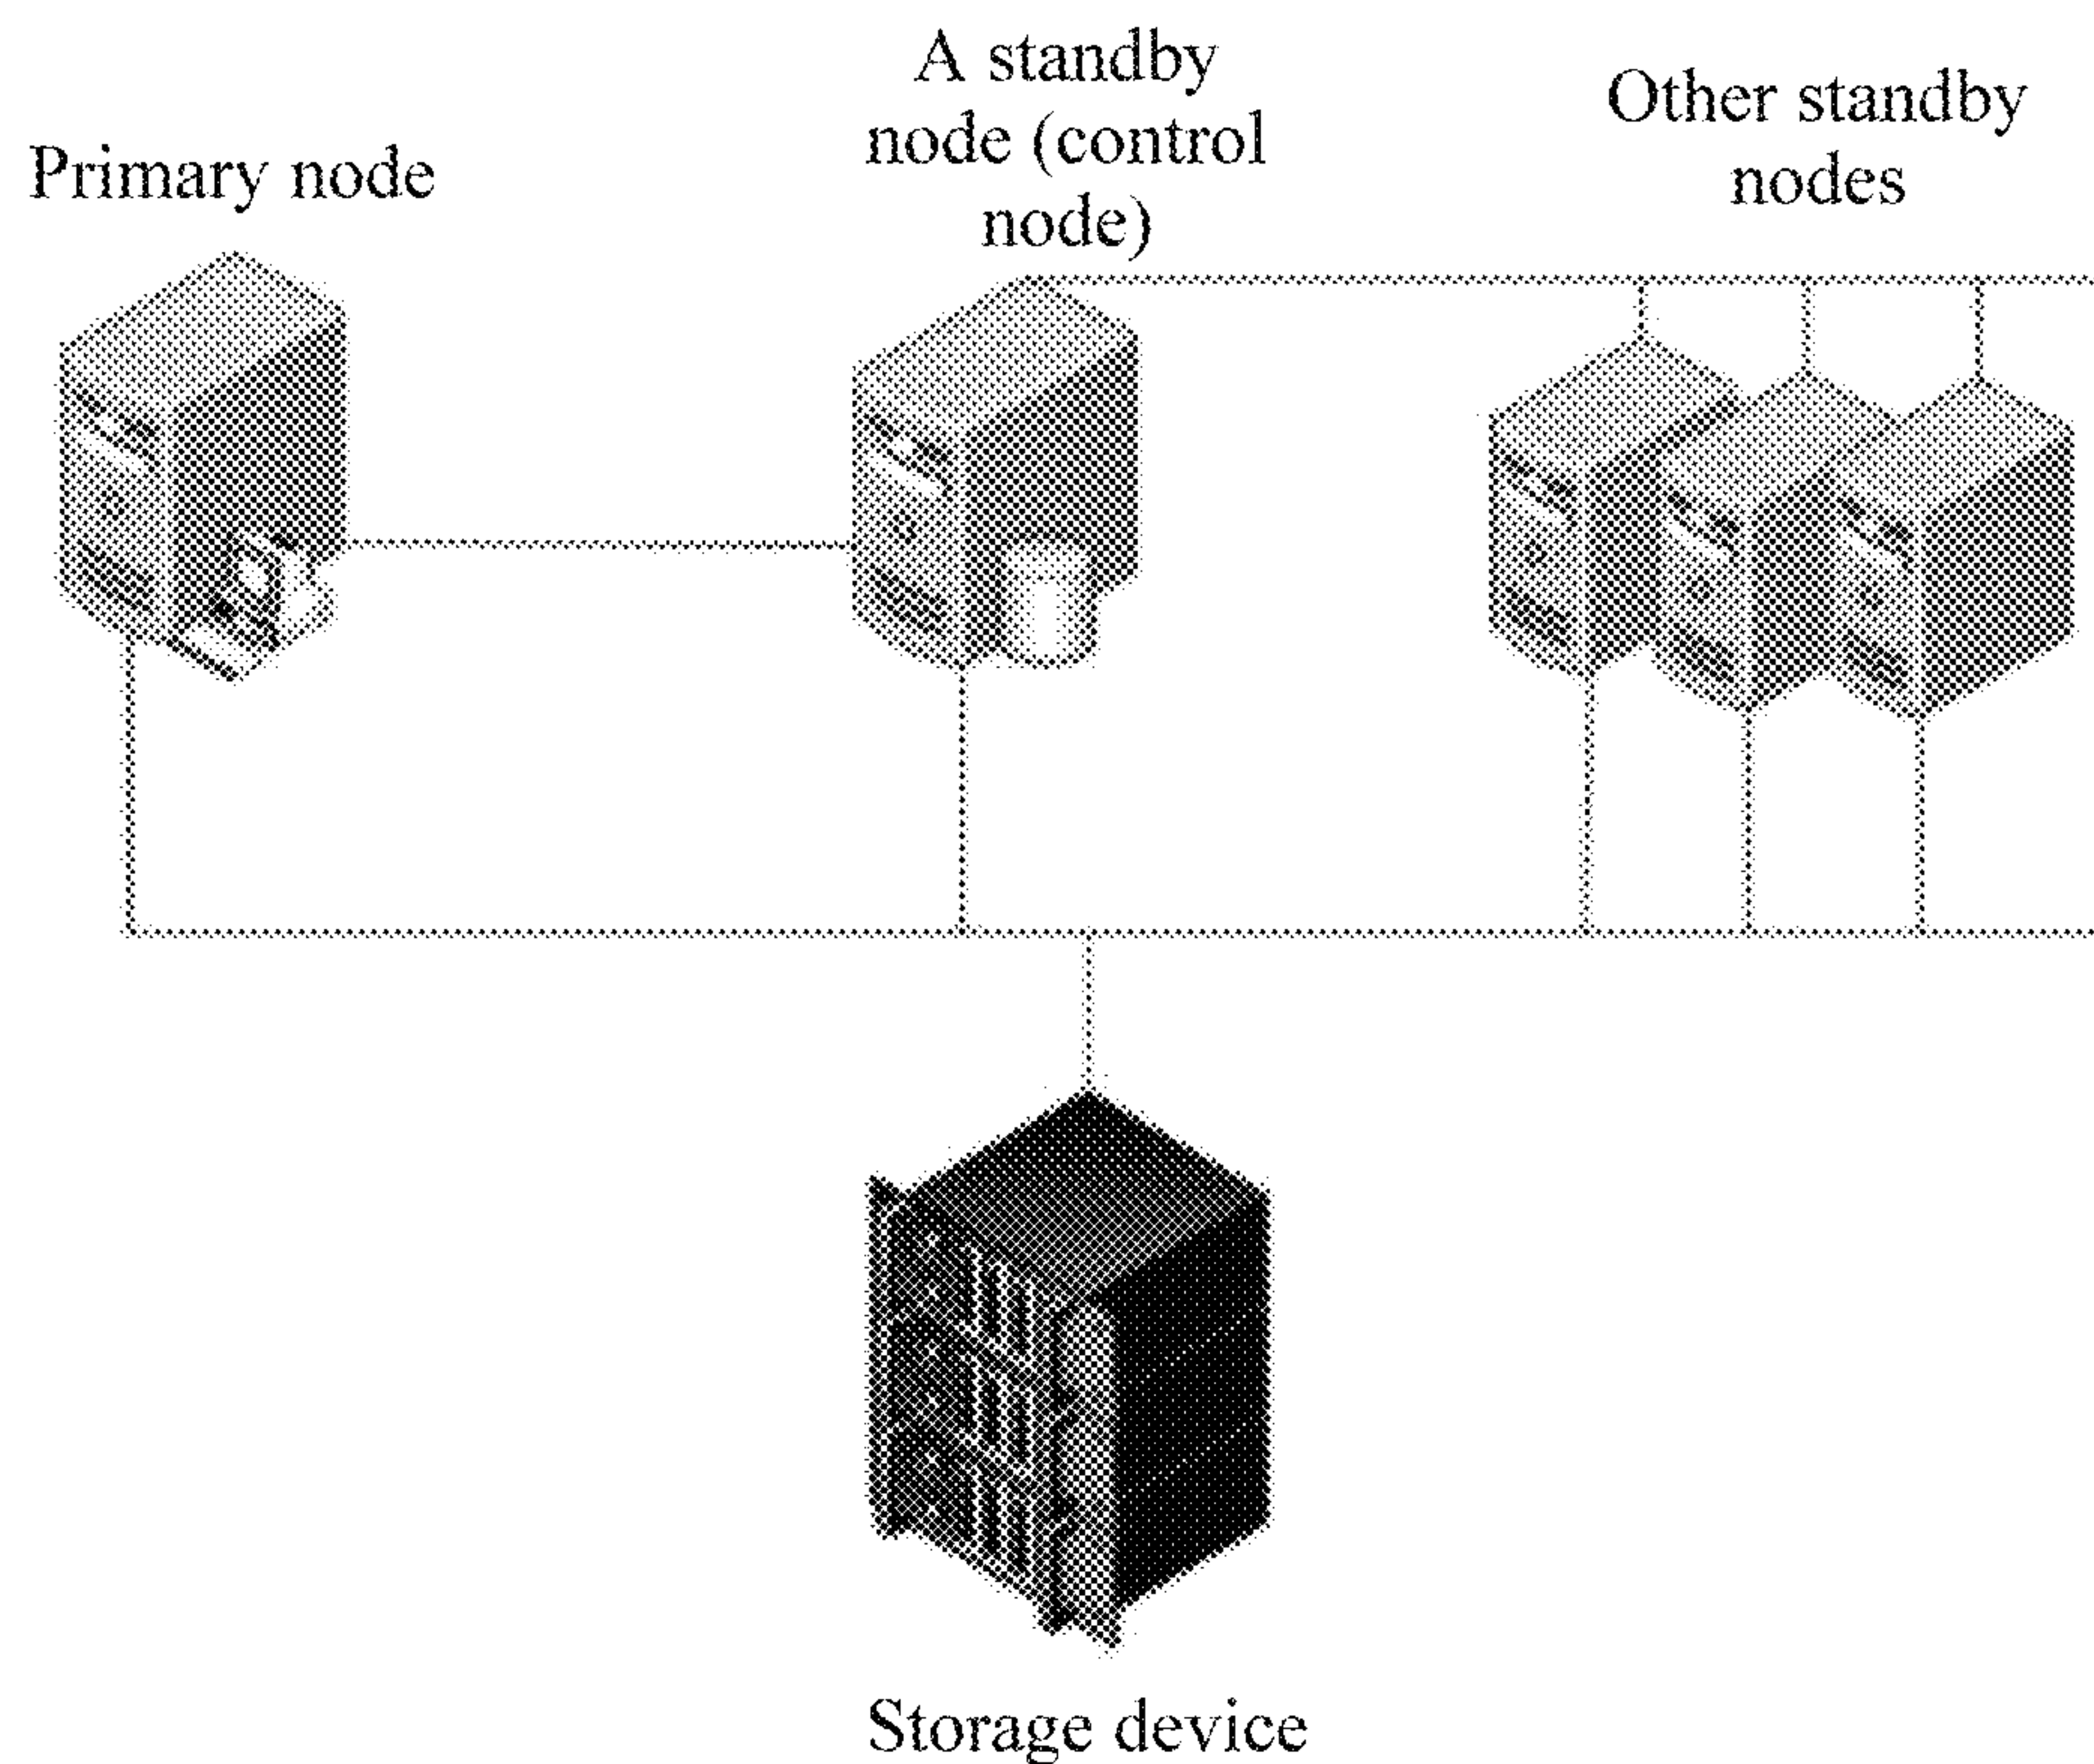 Primary node
A standby
node (control
node)
Other standby
nodes
Storage device